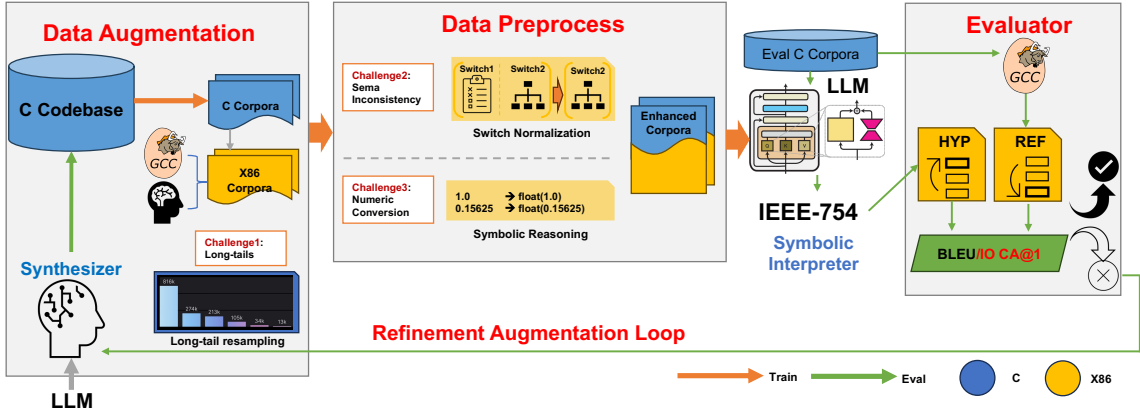 Data Augmentation
C Codebase
C Corpora
GCC
X86
Corpora
Challenge1:
Long-tails
Synthesizer
816k
274k
213k
105k
34k
13k
Long-tail resampling
LLM
Data Preprocess
Challenge2:
Sema
Inconsistency
Switch1
Switch2
Switch2
Switch Normalization
Challenge3:
Numeric
Conversion
1.0 → float(1.0)
0.15625 → float(0.15625)
Symbolic Reasoning
Enhanced
Corpora
Eval C Corpora
LLM
Q K V
IEEE-754
Symbolic
Interpreter
Evaluator
GCC
HYP
REF
BLEU/IO CA@1
Refinement Augmentation Loop
Train
Eval
C
X86